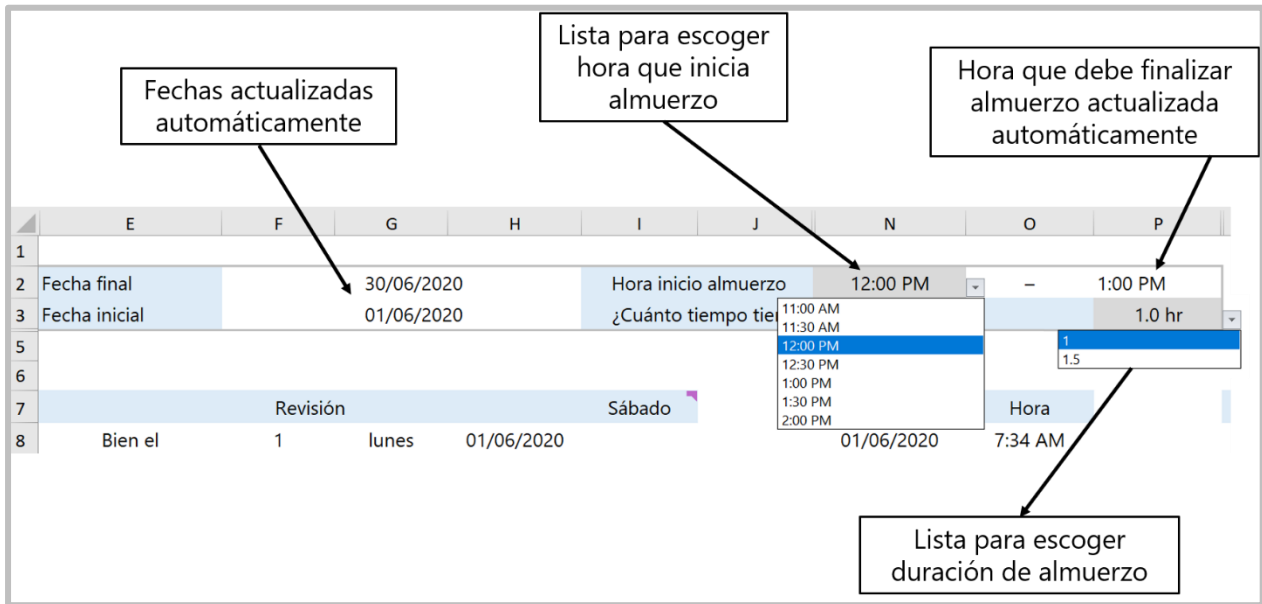 Lista para escoger
hora que inicia
almuerzo
Fechas actualizadas
automáticamente
Hora que debe finalizar
almuerzo actualizada
automáticamente
E F G H I J N O P
1
2 Fecha final 30/06/2020 Hora inicio almuerzo 12:00 PM – 1:00 PM
3 Fecha inicial 01/06/2020 ¿Cuánto tiempo 1.0 hr
11:00 AM
11:30 AM
12:00 PM
12:30 PM
1:00 PM
1:30 PM
2:00 PM
1
1.5
5
6
7 Revisión Sábado Hora
8 Bien el 1 lunes 01/06/2020 01/06/2020 7:34 AM
Lista para escoger
duración de almuerzo